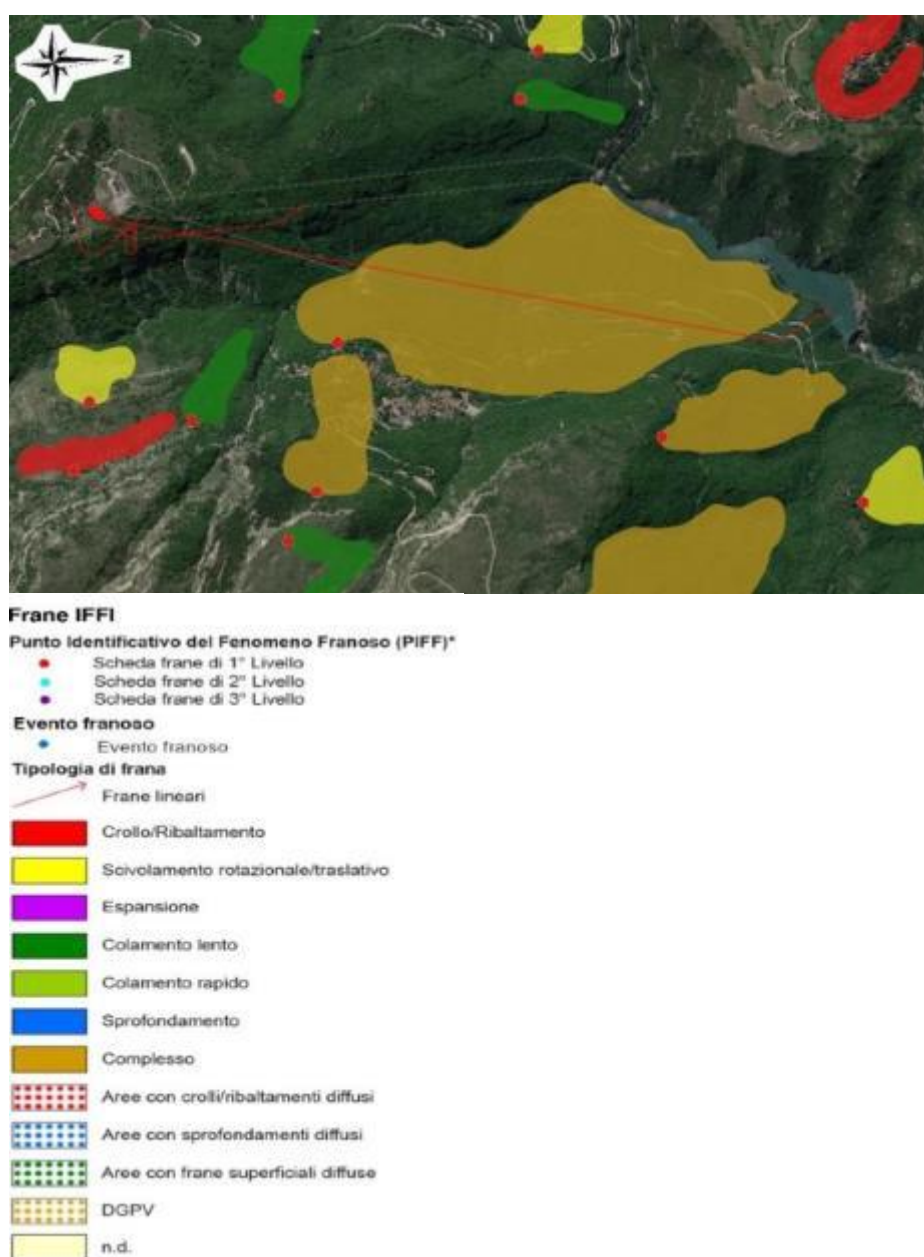 N
Frane IFFI
Punto Identificativo del Fenomeno Franoso (PIFF)*
Scheda frane di 1° Livello
Scheda frane di 2° Livello
Scheda frane di 3° Livello
Evento franoso
Evento franoso
Tipologia di frana
Frane lineari
Crollo/Ribaltamento
Scivolamento rotazionale/traslativo
Espansione
Colamento lento
Colamento rapido
Sprofondamento
Complesso
Aree con crolli/ribaltamenti diffusi
Aree con sprofondamenti diffusi
Aree con frane superficiali diffuse
DGPV
n.d.